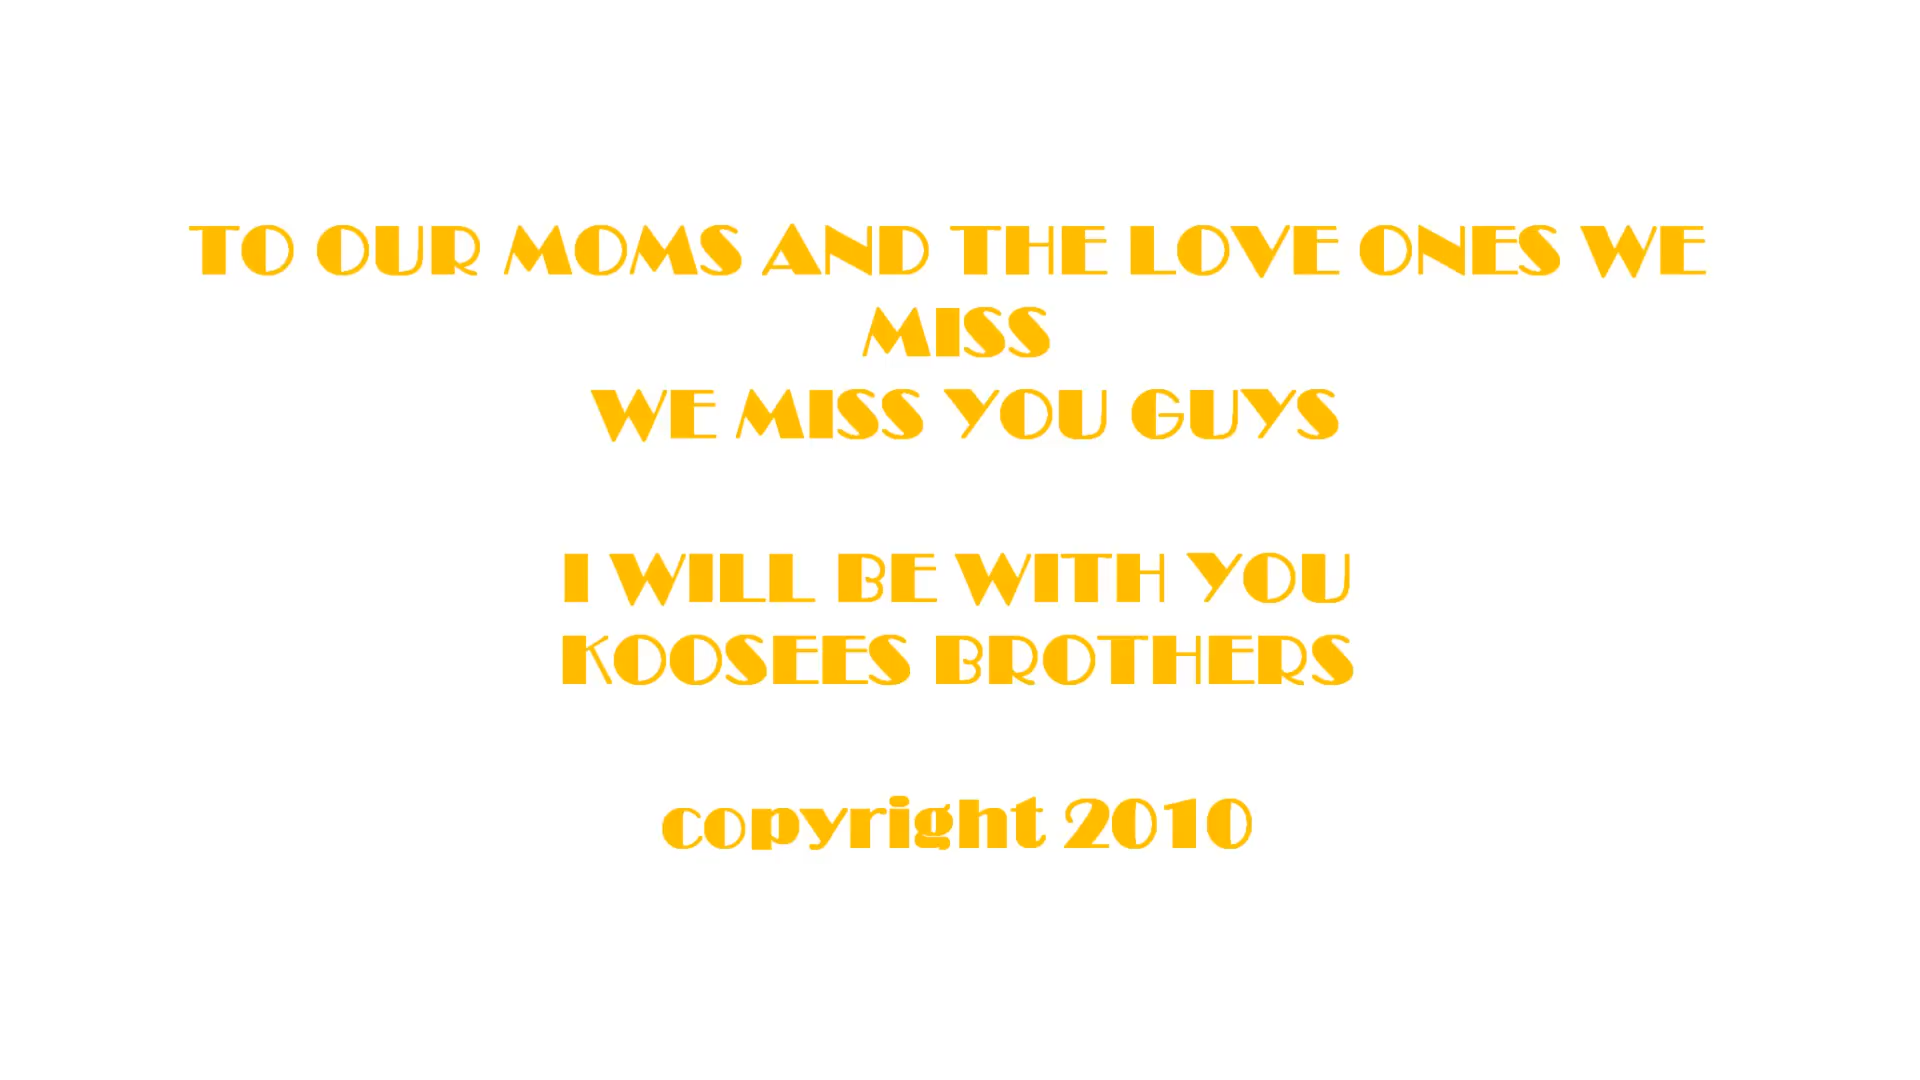 TO OUR MOMS AND THE LOVE ONES WE
MISS
WE MISS YOU GUYS
I WILL BE WITH YOU
KOOSEES BROTHERS
copyright 2010